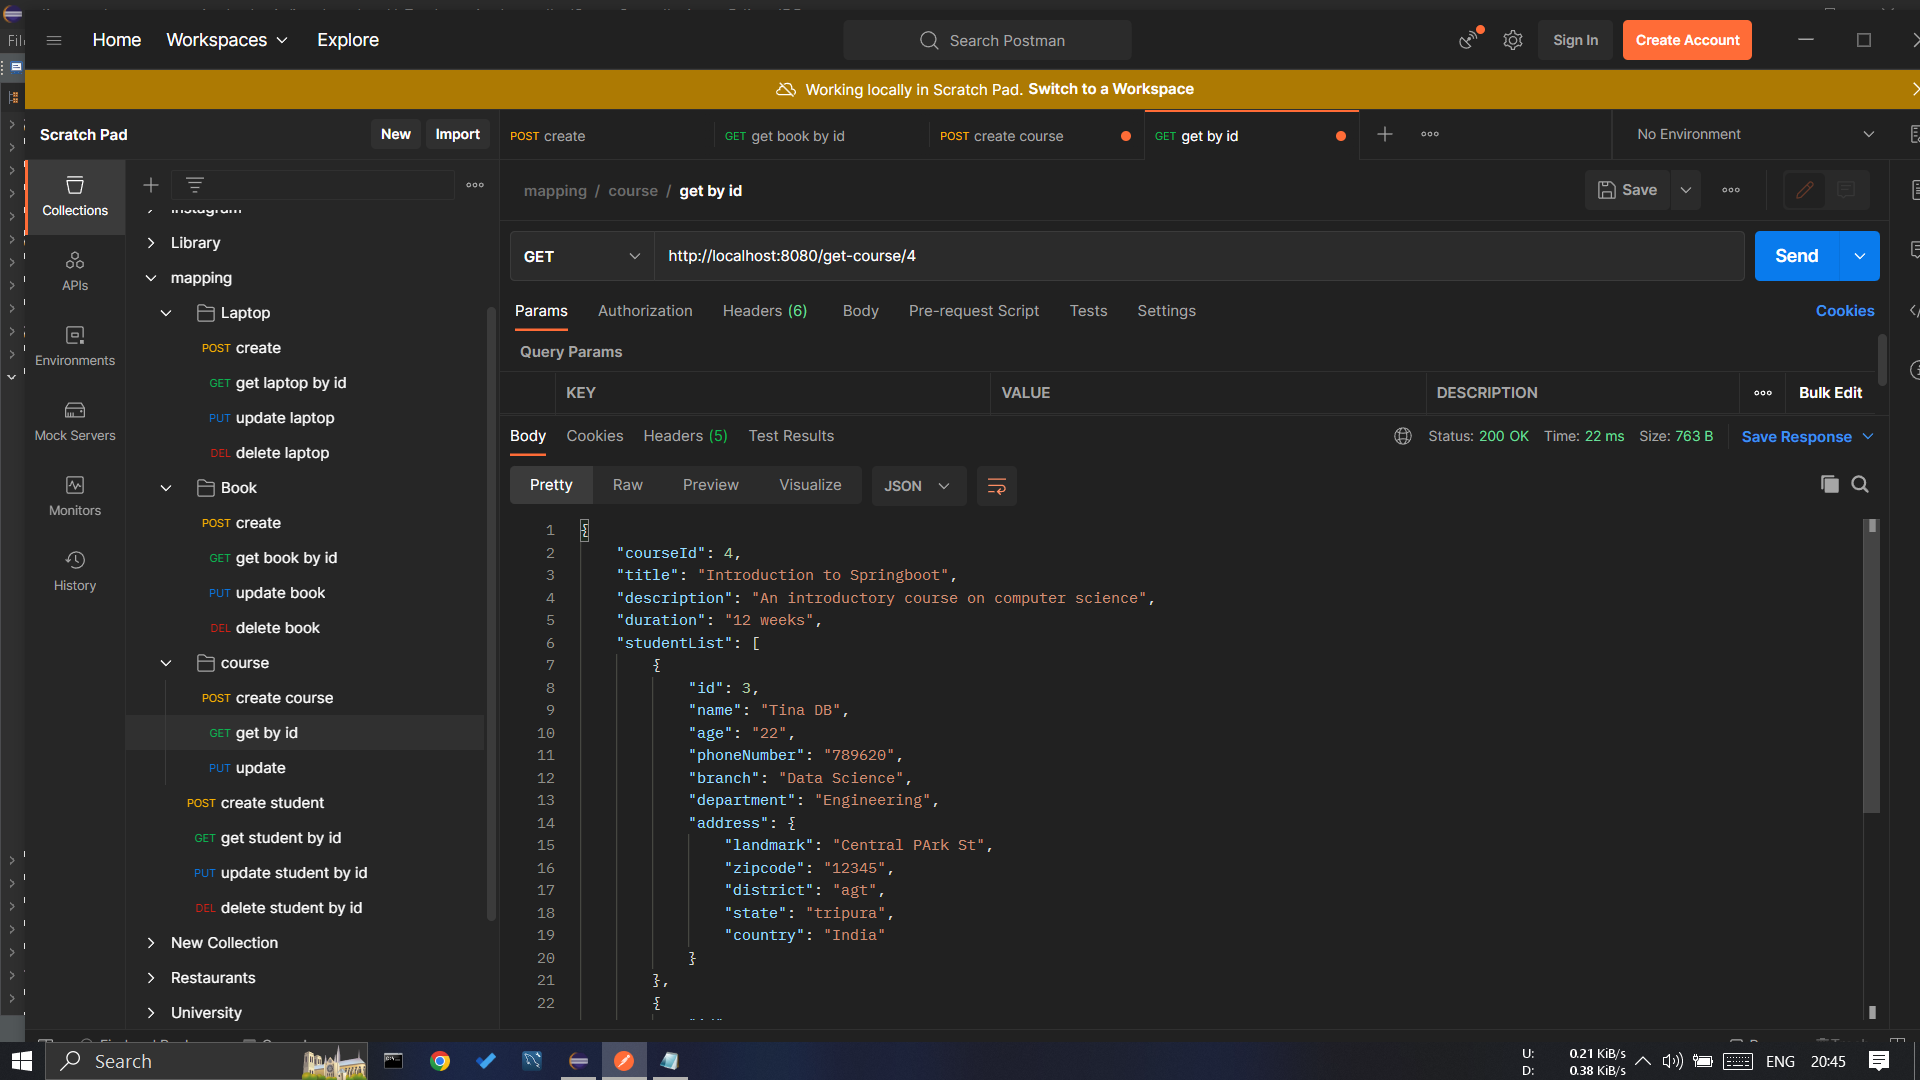 File
Home
Workspaces
Explore
Search Postman
Sign In
Create Account
Working locally in Scratch Pad. Switch to a Workspace
Scratch Pad
New
Import
POST create
GET get book by id
POST create course
GET get by id
No Environment
Collections
APIs
Environments
Mock Servers
Monitors
History
Instagram
Library
mapping
Laptop
POST create
GET get laptop by id
PUT update laptop
DEL delete laptop
Book
POST create
GET get book by id
PUT update book
DEL delete book
course
POST create course
GET get by id
PUT update
POST create student
GET get student by id
PUT update student by id
DEL delete student by id
New Collection
Restaurants
University
mapping / course / get by id
Save
GET
http://localhost:8080/get-course/4
Send
Params
Authorization
Headers (6)
Body
Pre-request Script
Tests
Settings
Cookies
Query Params
KEY
VALUE
DESCRIPTION
Bulk Edit
Body
Cookies
Headers (5)
Test Results
Status: 200 OK
Time: 22 ms
Size: 763 B
Save Response
Pretty
Raw
Preview
Visualize
JSON
1 {
2 "courseId": 4,
3 "title": "Introduction to Springboot",
4 "description": "An introductory course on computer science",
5 "duration": "12 weeks",
6 "studentList": [
7 {
8 "id": 3,
9 "name": "Tina DB",
10 "age": "22",
11 "phoneNumber": "789620",
12 "branch": "Data Science",
13 "department": "Engineering",
14 "address": {
15 "landmark": "Central PArk St",
16 "zipcode": "12345",
17 "district": "agt",
18 "state": "tripura",
19 "country": "India"
20 }
21 },
22 {
Search
U: 0.21 KiB/s
D: 0.38 KiB/s
ENG
20:45